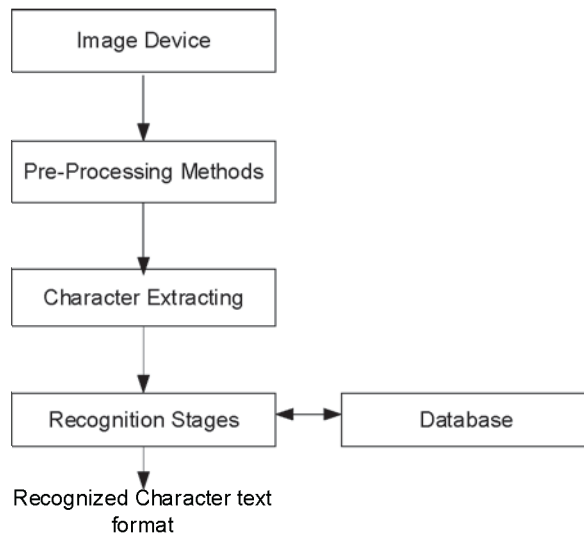 Image Device
Pre-Processing Methods
Character Extracting
Recognition Stages
Database
Recognized Character text
format